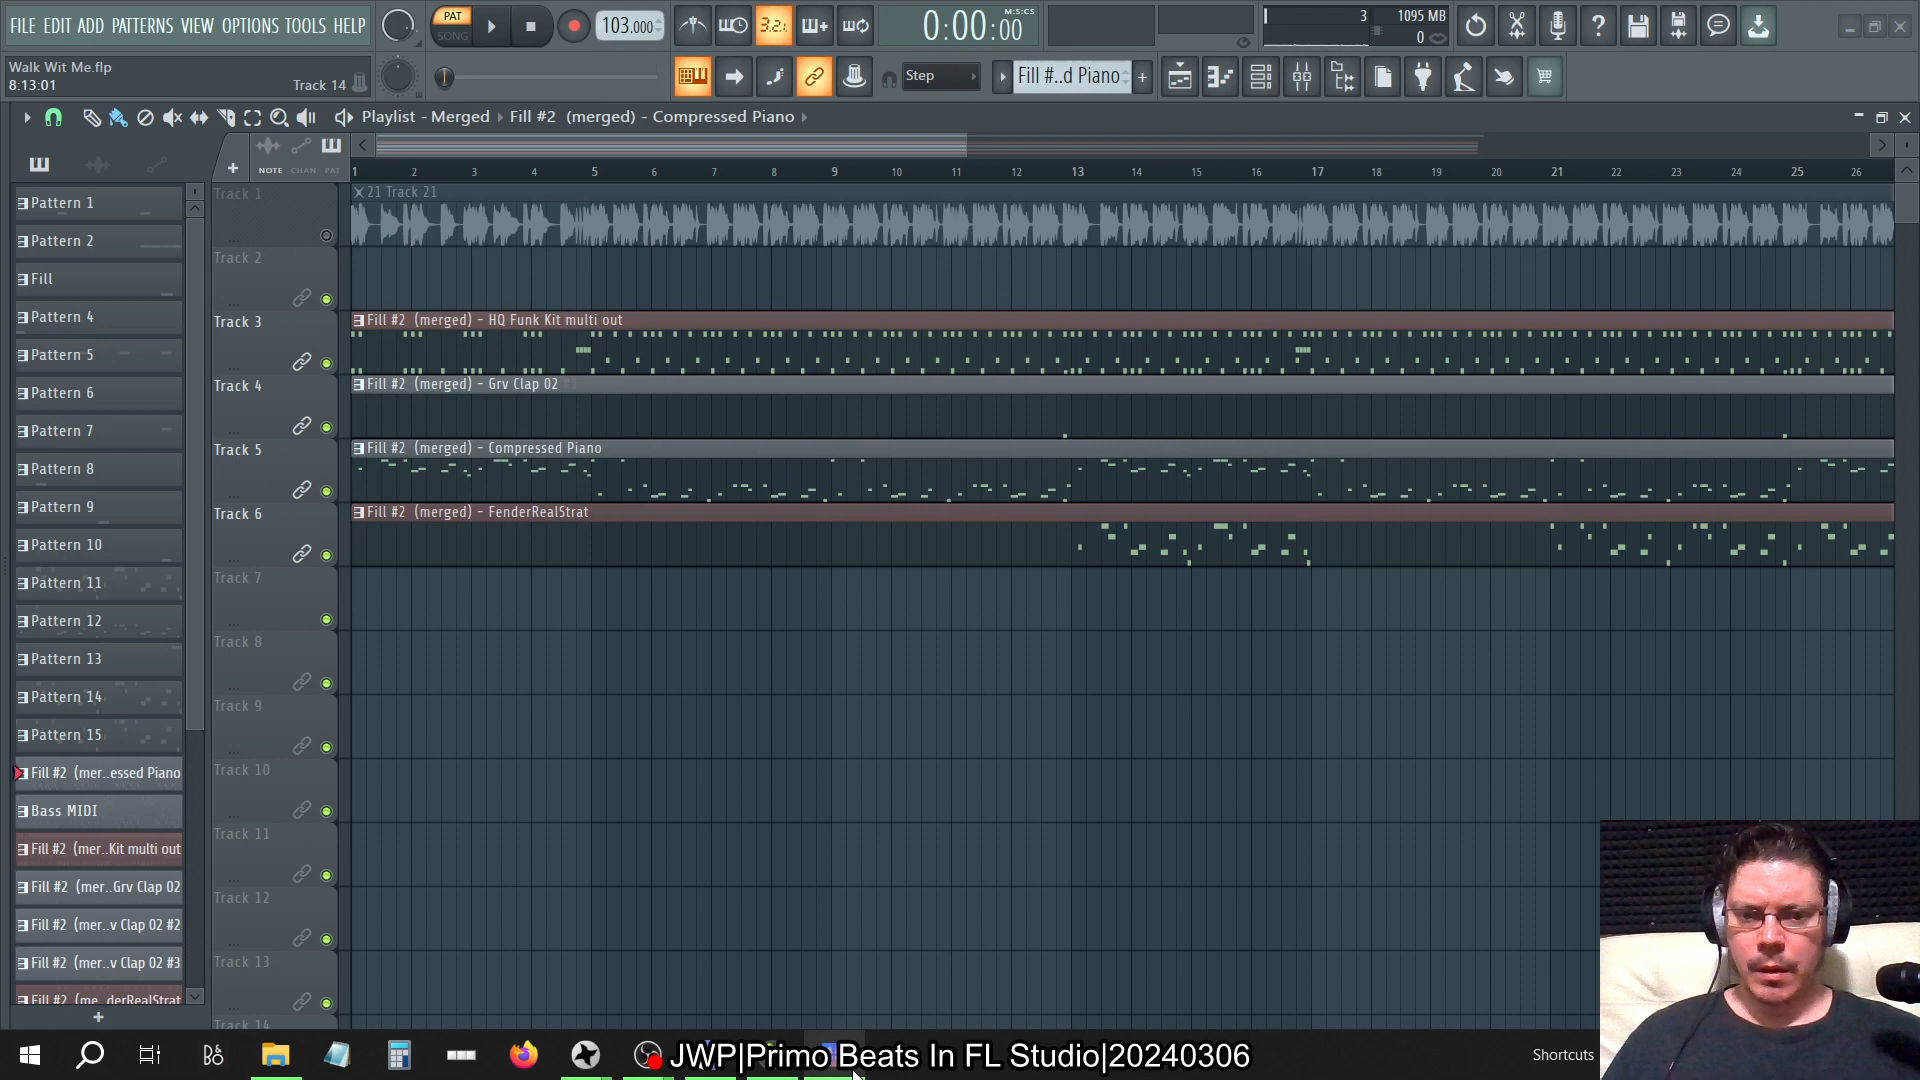 FILE EDIT ADD PATTERNS VIEW OPTIONS TOOLS HELP
PAT
SONG
103.000
3.2.
0:00:00
M:S:CS
3
1095 MB
0
Walk Wit Me.flp
8:13:01
Track 14
Step
Fill #..d Piano
Playlist - Merged
Fill #2 (merged) - Compressed Piano
NOTE CHAN PAT
1 2 3 4 5 6 7 8 9 10 11 12 13 14 15 16 17 18 19 20 21 22 23 24 25 26
Pattern 1
Pattern 2
Fill
Pattern 4
Pattern 5
Pattern 6
Pattern 7
Pattern 8
Pattern 9
Pattern 10
Pattern 11
Pattern 12
Pattern 13
Pattern 14
Pattern 15
Fill #2 (mer..essed Piano
Bass MIDI
Fill #2 (mer..Kit multi out
Fill #2 (mer..Grv Clap 02
Fill #2 (mer..v Clap 02 #2
Fill #2 (mer..v Clap 02 #3
Fill #2 (me..derRealStrat
Track 1
21 Track 21
Track 2
Track 3
Fill #2 (merged) - HQ Funk Kit multi out
Track 4
Fill #2 (merged) - Grv Clap 02
Track 5
Fill #2 (merged) - Compressed Piano
Track 6
Fill #2 (merged) - FenderRealStrat
Track 7
Track 8
Track 9
Track 10
Track 11
Track 12
Track 13
Track 14
JWP|Primo Beats In FL Studio|20240306
Shortcuts